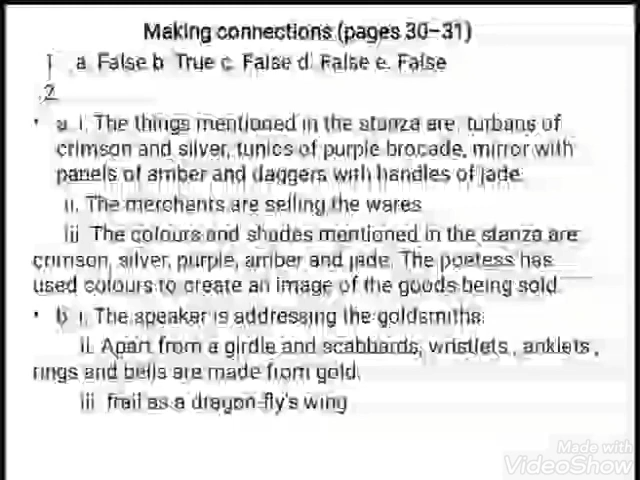 Making connections (pages 30-31)
1 a. False b. True c. False d. False e. False
2
• a i. The things mentioned in the stanza are: turbans of
crimson and silver, tunics of purple brocade, mirror with
panels of amber and daggers with handles of jade
ii. The merchants are selling the wares
iii The colours and shades mentioned in the stanza are
crimson, silver, purple, amber and jade. The poetess has
used colours to create an image of the goods being sold.
• b i. The speaker is addressing the goldsmiths.
ii. Apart from a girdle and scabbards, wristlets, anklets,
rings and bells are made from gold.
iii frail as a dragon-fly's wing
Made with
VideoShow